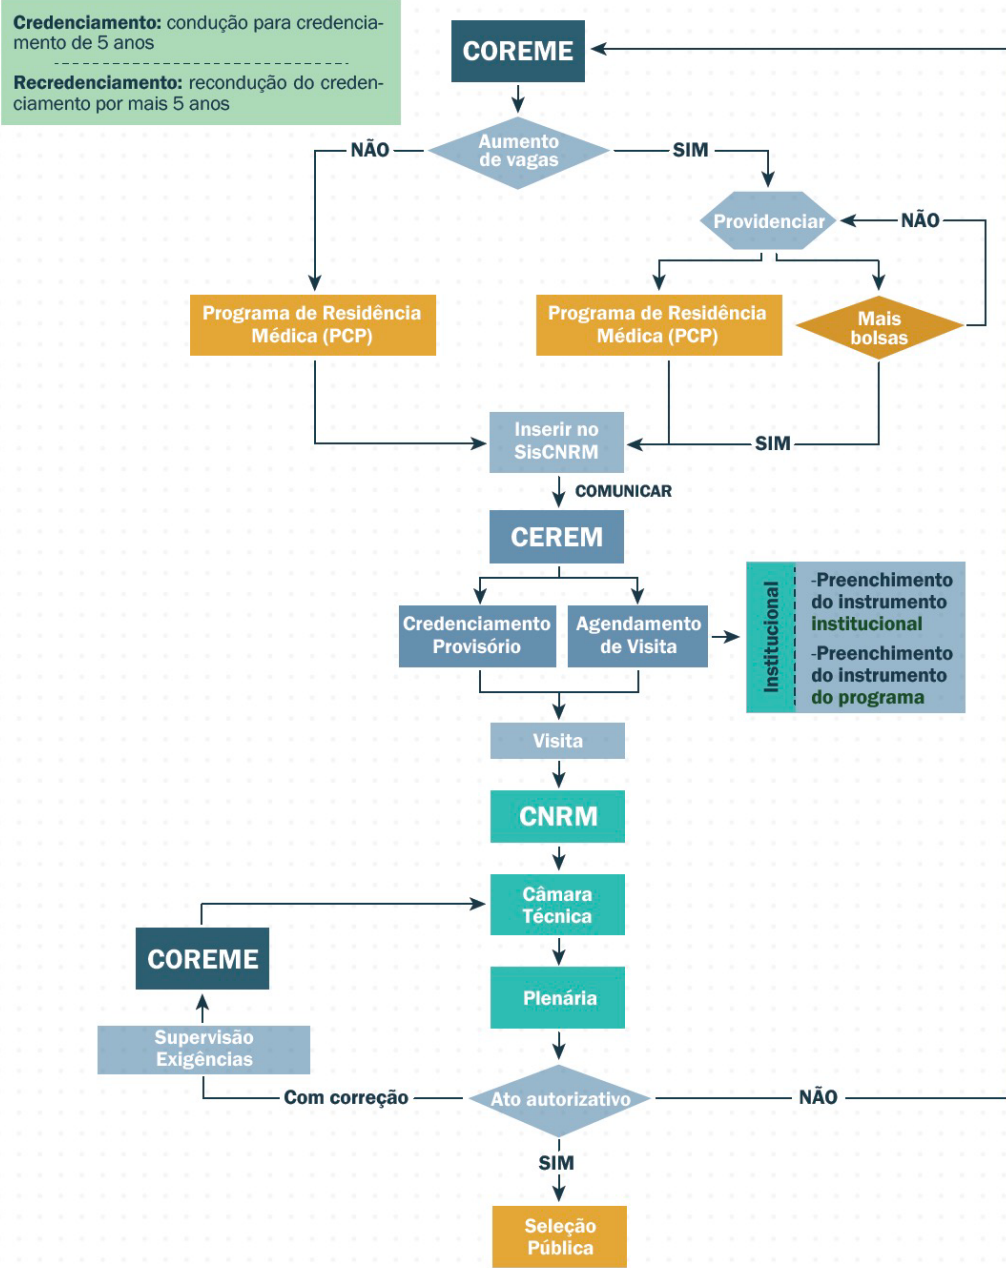 Credenciamento: condução para credencia-
mento de 5 anos
Recredenciamento: recondução do creden-
ciamento por mais 5 anos
COREME
Aumento
de vagas
NÃO
SIM
Providenciar
NÃO
Programa de Residência
Médica (PCP)
Programa de Residência
Médica (PCP)
Mais
bolsas
Inserir no
SisCNRM
SIM
COMUNICAR
CEREM
Credenciamento
Provisório
Agendamento
de Visita
Institucional
-Preenchimento
do instrumento
institucional
-Preenchimento
do instrumento
do programa
Visita
CNRM
Câmara
Técnica
COREME
Plenária
Supervisão
Exigências
Com correção
Ato autorizativo
NÃO
SIM
Seleção
Pública